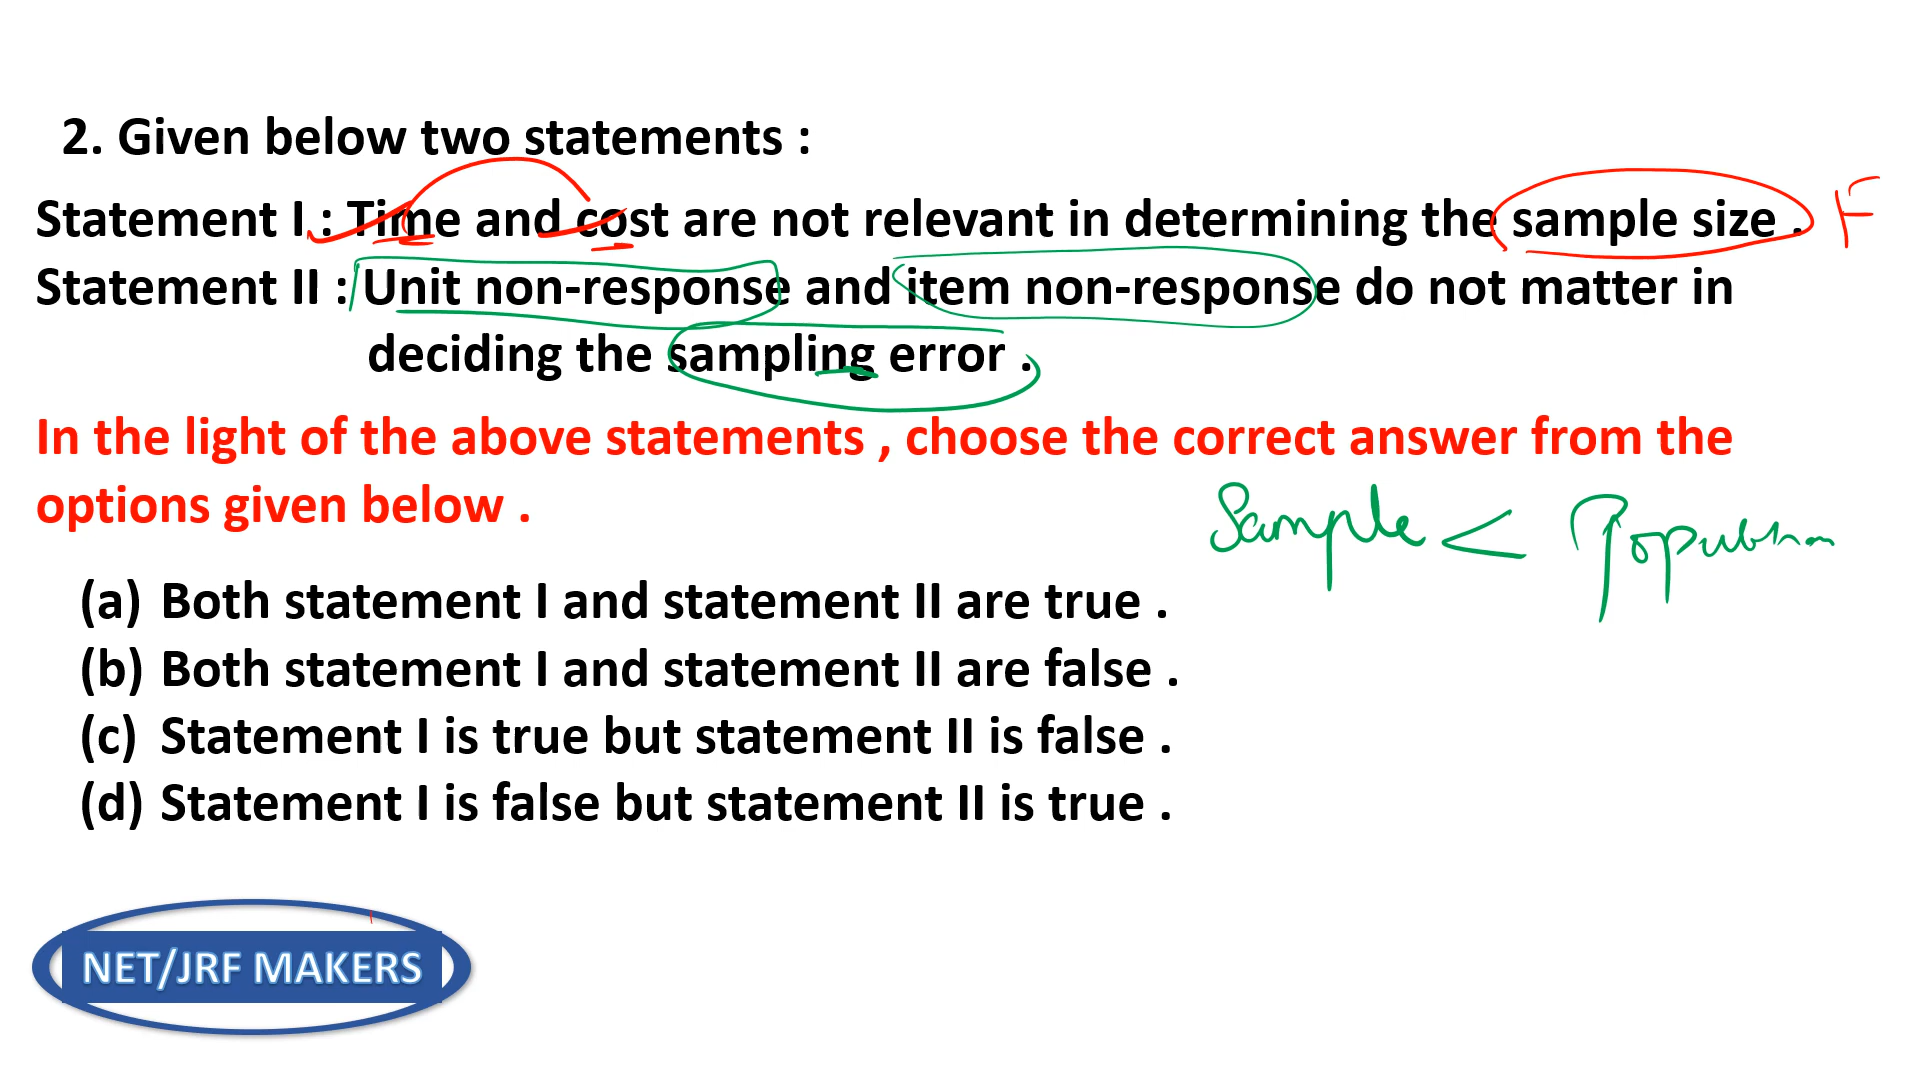 2. Given below two statements :
Statement I : Time and cost are not relevant in determining the sample size . F
Statement II : Unit non-response and item non-response do not matter in
deciding the sampling error .
In the light of the above statements , choose the correct answer from the
options given below .
Sample <
(a) Both statement I and statement II are true .
(b) Both statement I and statement II are false .
(c) Statement I is true but statement II is false .
(d) Statement I is false but statement II is true .
NET/JRF MAKERS